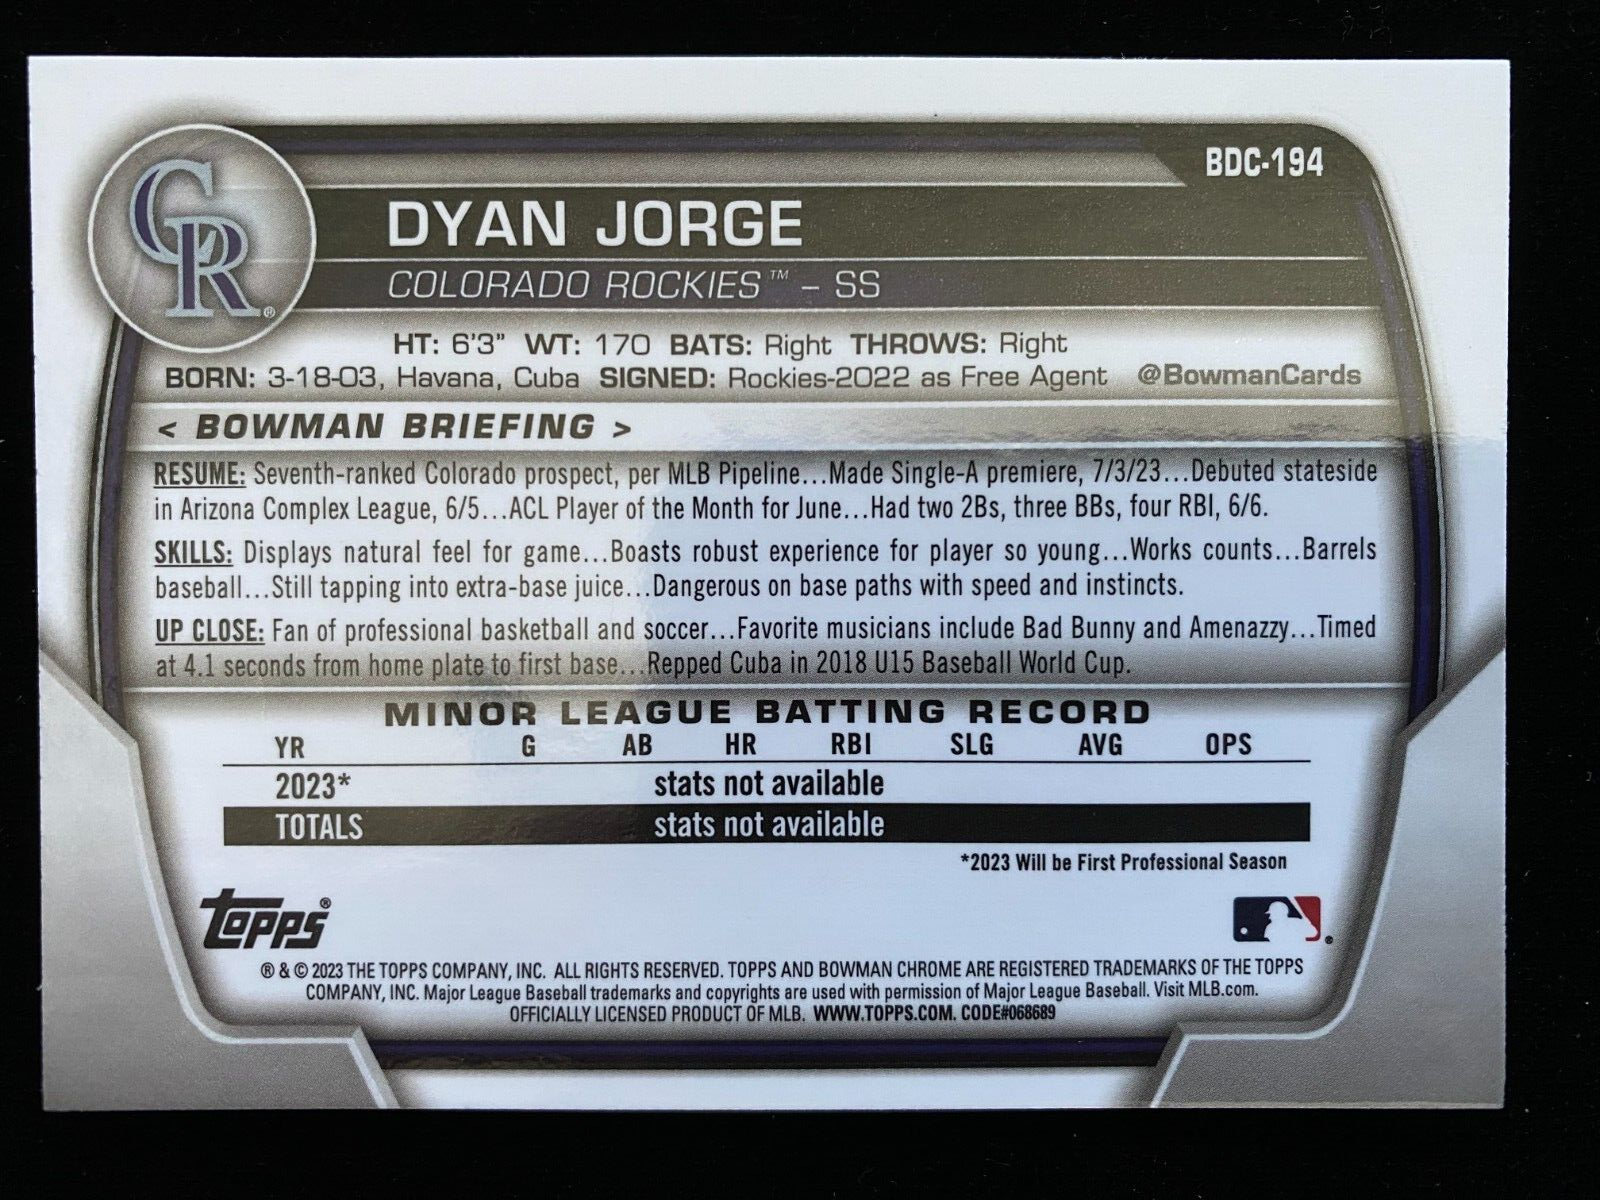 BDC-194
CR®
DYAN JORGE
COLORADO ROCKIES™ – SS
HT: 6'3" WT: 170 BATS: Right THROWS: Right
BORN: 3-18-03, Havana, Cuba SIGNED: Rockies-2022 as Free Agent @BowmanCards
< BOWMAN BRIEFING >
RESUME: Seventh-ranked Colorado prospect, per MLB Pipeline...Made Single-A premiere, 7/3/23...Debuted stateside
in Arizona Complex League, 6/5...ACL Player of the Month for June...Had two 2Bs, three BBs, four RBI, 6/6.
SKILLS: Displays natural feel for game...Boasts robust experience for player so young...Works counts...Barrels
baseball...Still tapping into extra-base juice...Dangerous on base paths with speed and instincts.
UP CLOSE: Fan of professional basketball and soccer...Favorite musicians include Bad Bunny and Amenazzy...Timed
at 4.1 seconds from home plate to first base...Repped Cuba in 2018 U15 Baseball World Cup.
MINOR LEAGUE BATTING RECORD
YR G AB HR RBI SLG AVG OPS
2023* stats not available
TOTALS stats not available
*2023 Will be First Professional Season
Topps®
® & © 2023 THE TOPPS COMPANY, INC. ALL RIGHTS RESERVED. TOPPS AND BOWMAN CHROME ARE REGISTERED TRADEMARKS OF THE TOPPS
COMPANY, INC. Major League Baseball trademarks and copyrights are used with permission of Major League Baseball. Visit MLB.com.
OFFICIALLY LICENSED PRODUCT OF MLB. WWW.TOPPS.COM. CODE#068689